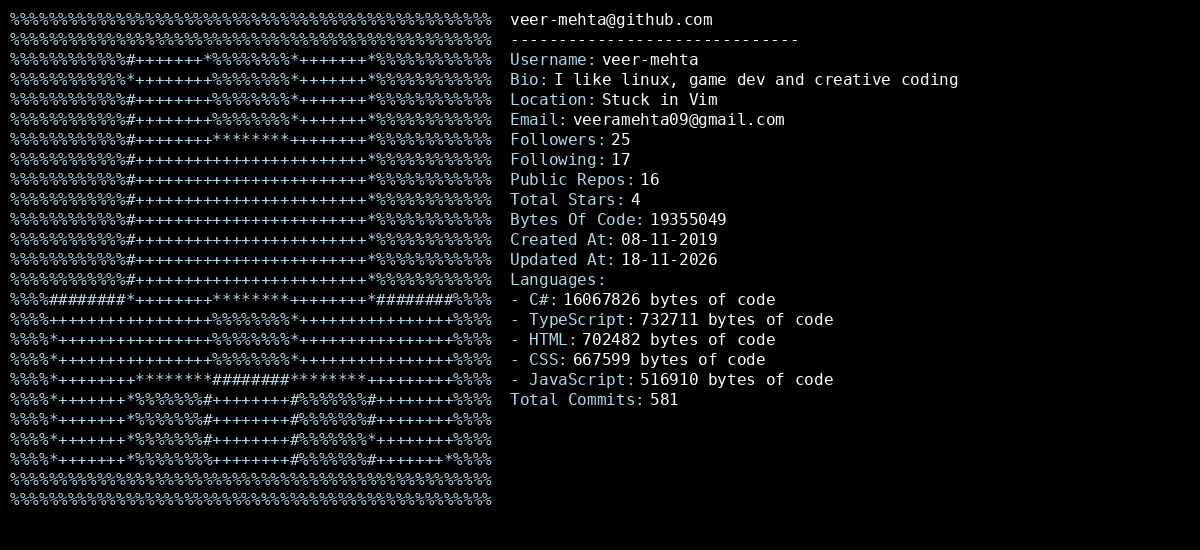 veer-mehta@github.com
------------------------------
Username: veer-mehta
Bio: I like linux, game dev and creative coding
Location: Stuck in Vim
Email: veeramehta09@gmail.com
Followers: 25
Following: 17
Public Repos: 16
Total Stars: 4
Bytes Of Code: 19355049
Created At: 08-11-2019
Updated At: 18-11-2026
Languages:
- C#: 16067826 bytes of code
- TypeScript: 732711 bytes of code
- HTML: 702482 bytes of code
- CSS: 667599 bytes of code
- JavaScript: 516910 bytes of code
Total Commits: 581